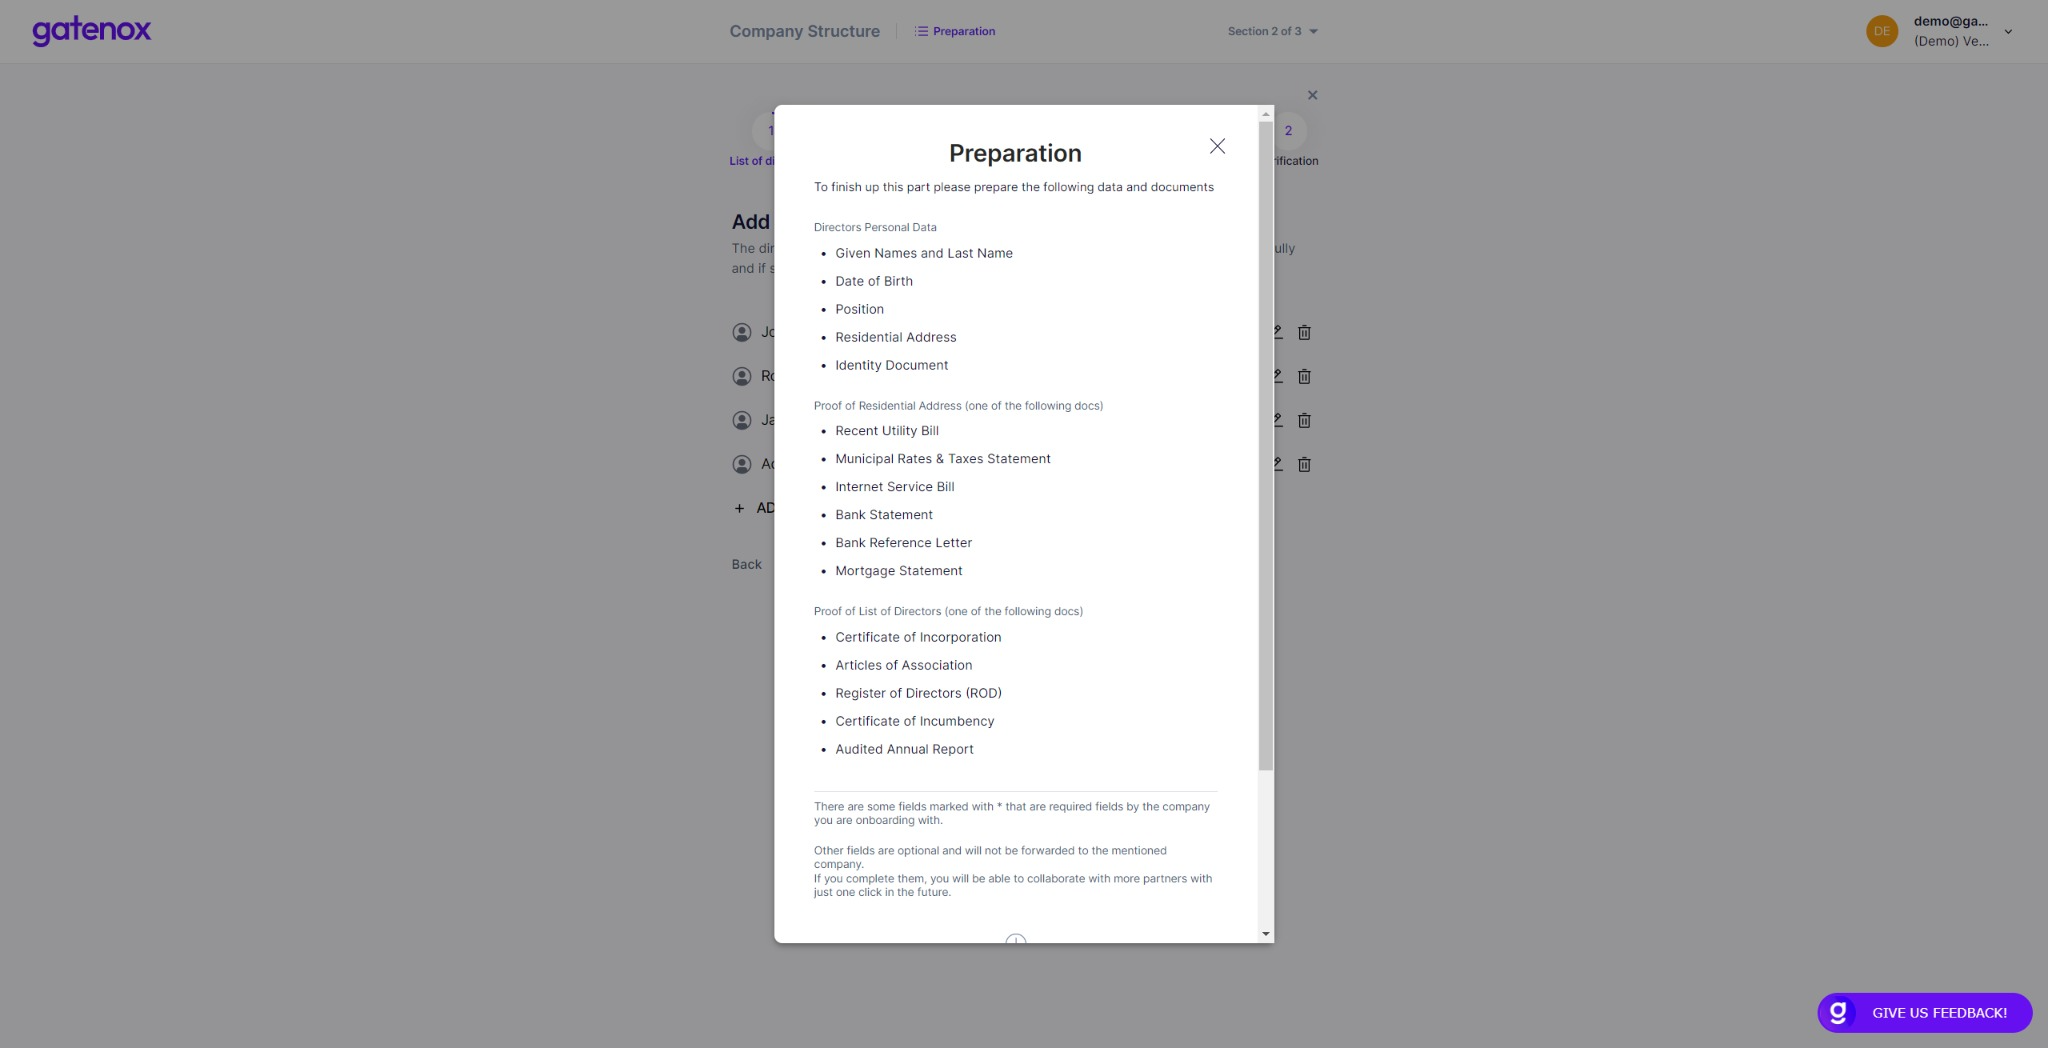 gatenox
Company Structure
Preparation
Section 2 of 3
DE
demo@ga...
(Demo) Ve...
1
List of di
2
rification
Add
The dir
ully
and if s
Jo
Ro
Ja
Ad
+ AD
Back
Preparation
To finish up this part please prepare the following data and documents
Directors Personal Data
• Given Names and Last Name
• Date of Birth
• Position
• Residential Address
• Identity Document
Proof of Residential Address (one of the following docs)
• Recent Utility Bill
• Municipal Rates & Taxes Statement
• Internet Service Bill
• Bank Statement
• Bank Reference Letter
• Mortgage Statement
Proof of List of Directors (one of the following docs)
• Certificate of Incorporation
• Articles of Association
• Register of Directors (ROD)
• Certificate of Incumbency
• Audited Annual Report
There are some fields marked with * that are required fields by the company
you are onboarding with.
Other fields are optional and will not be forwarded to the mentioned
company.
If you complete them, you will be able to collaborate with more partners with
just one click in the future.
g
GIVE US FEEDBACK!